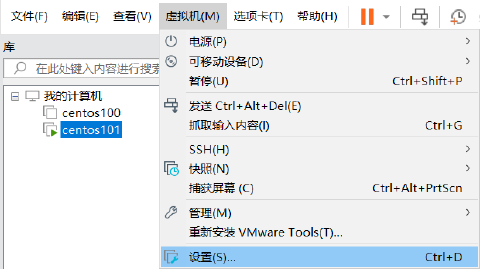 文件(F) 编辑(E) 查看(V) 虚拟机(M) 选项卡(T) 帮助(H)
库
在此处键入内容进行搜索
我的计算机
centos100
centos101
电源(P)
可移动设备(D)
暂停(U) Ctrl+Shift+P
发送 Ctrl+Alt+Del(E)
抓取输入内容(I) Ctrl+G
SSH(H)
快照(N)
捕获屏幕 (C) Ctrl+Alt+PrtScn
管理(M)
重新安装 VMware Tools(T)...
设置(S)... Ctrl+D